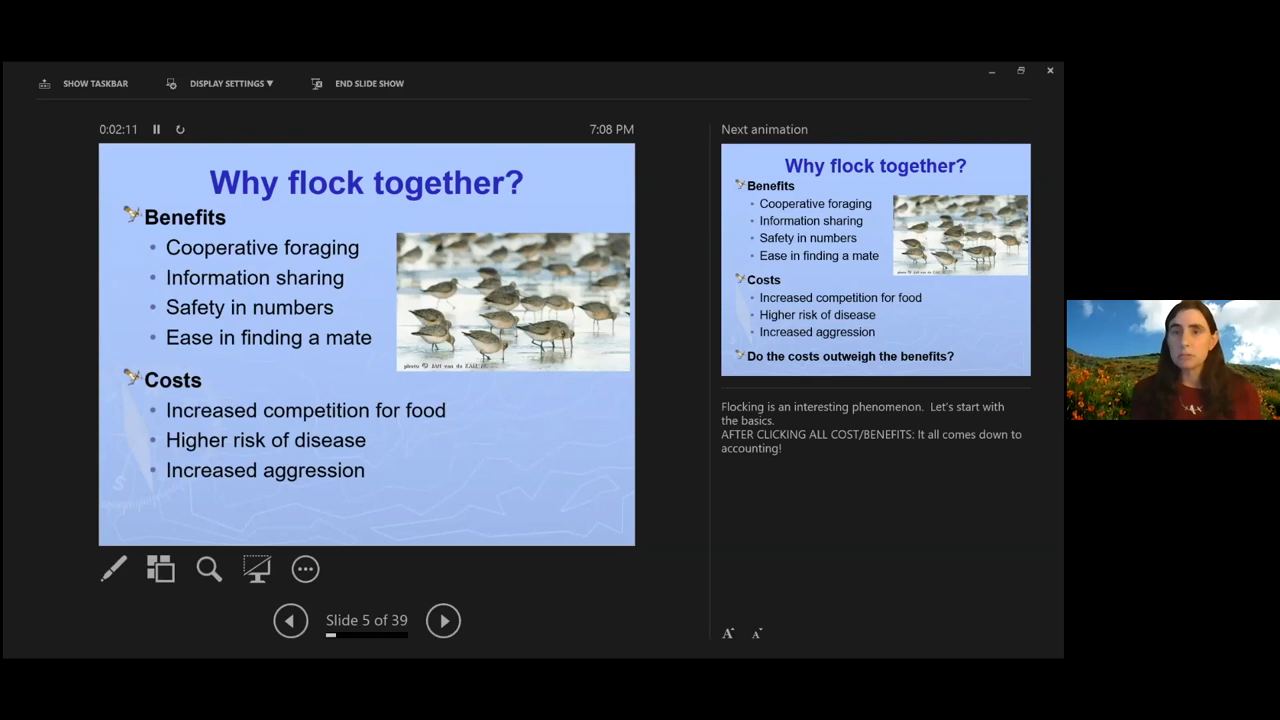 SHOW TASKBAR
DISPLAY SETTINGS ▼
END SLIDE SHOW
0:02:11
7:08 PM
Why flock together?
Benefits
• Cooperative foraging
• Information sharing
• Safety in numbers
• Ease in finding a mate
photo ©
Costs
• Increased competition for food
• Higher risk of disease
• Increased aggression
S
Slide 5 of 39
Next animation
Why flock together?
Benefits
• Cooperative foraging
• Information sharing
• Safety in numbers
• Ease in finding a mate
Costs
• Increased competition for food
• Higher risk of disease
• Increased aggression
Do the costs outweigh the benefits?
Flocking is an interesting phenomenon. Let's start with
the basics.
AFTER CLICKING ALL COST/BENEFITS: It all comes down to
accounting!
A A